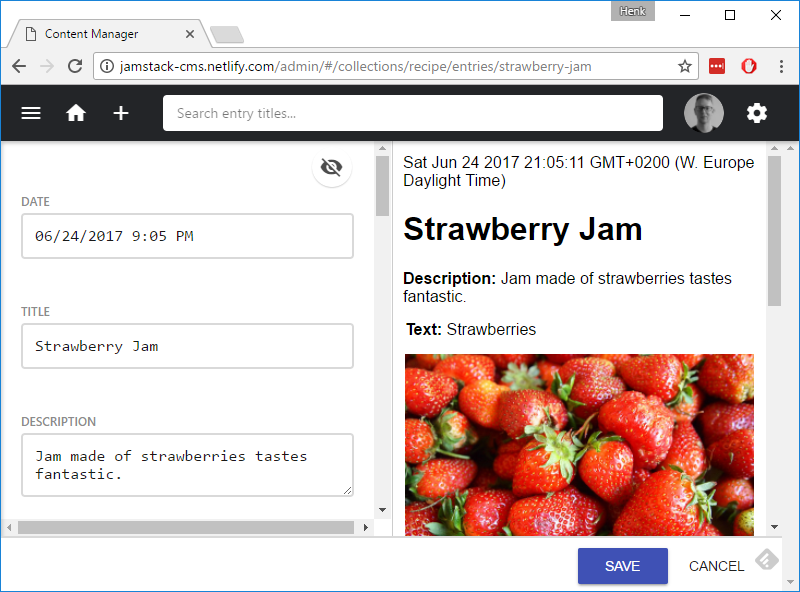 Henk
Content Manager
jamstack-cms.netlify.com/admin/#/collections/recipe/entries/strawberry-jam
Search entry titles...
DATE
06/24/2017 9:05 PM
TITLE
Strawberry Jam
DESCRIPTION
Jam made of strawberries tastes
fantastic.
Sat Jun 24 2017 21:05:11 GMT+0200 (W. Europe
Daylight Time)
Strawberry Jam
Description: Jam made of strawberries tastes
fantastic.
Text: Strawberries
SAVE
CANCEL